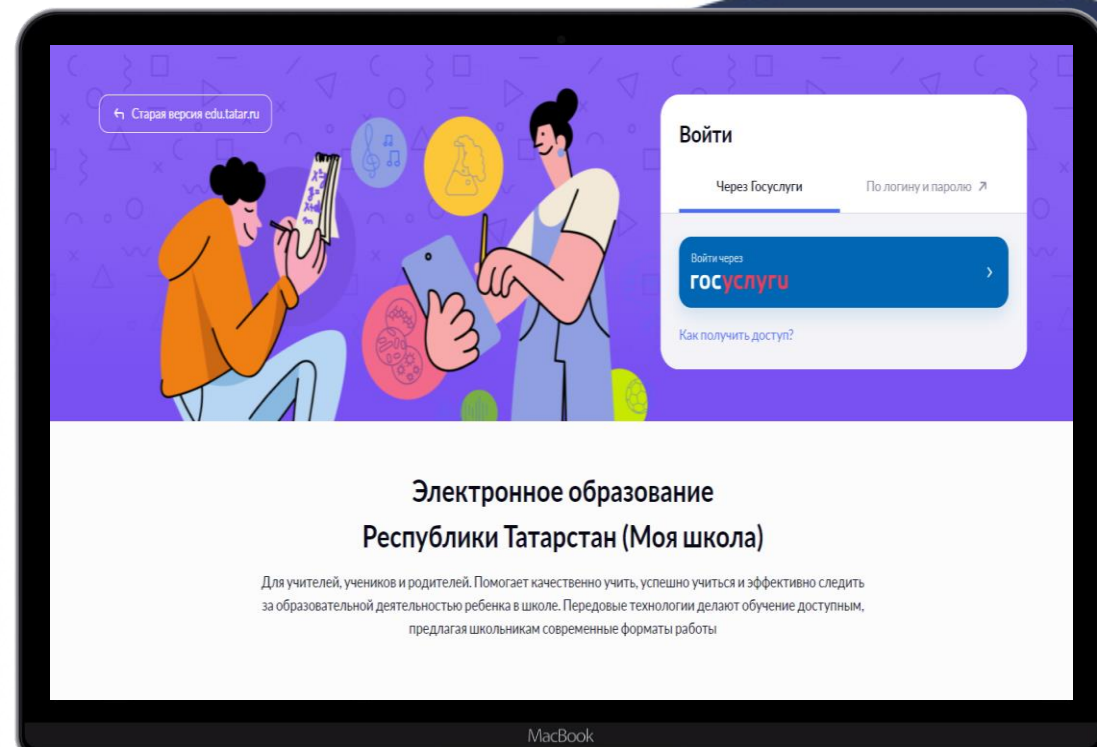 Старая версия edu.tatar.ru
Войти
Через Госуслуги
По логину и паролю
Войти через
госуслуги
Как получить доступ?
Электронное образование
Республики Татарстан (Моя школа)
Для учителей, учеников и родителей. Помогает качественно учить, успешно учиться и эффективно следить
за образовательной деятельностью ребенка в школе. Передовые технологии делают обучение доступным,
предлагая школьникам современные форматы работы
MacBook